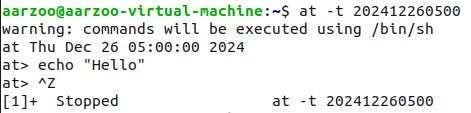 aarzoo@aarzoo-virtual-machine:~$ at -t 202412260500
warning: commands will be executed using /bin/sh
at Thu Dec 26 05:00:00 2024
at> echo "Hello"
at> ^Z
[1]+  Stopped                 at -t 202412260500